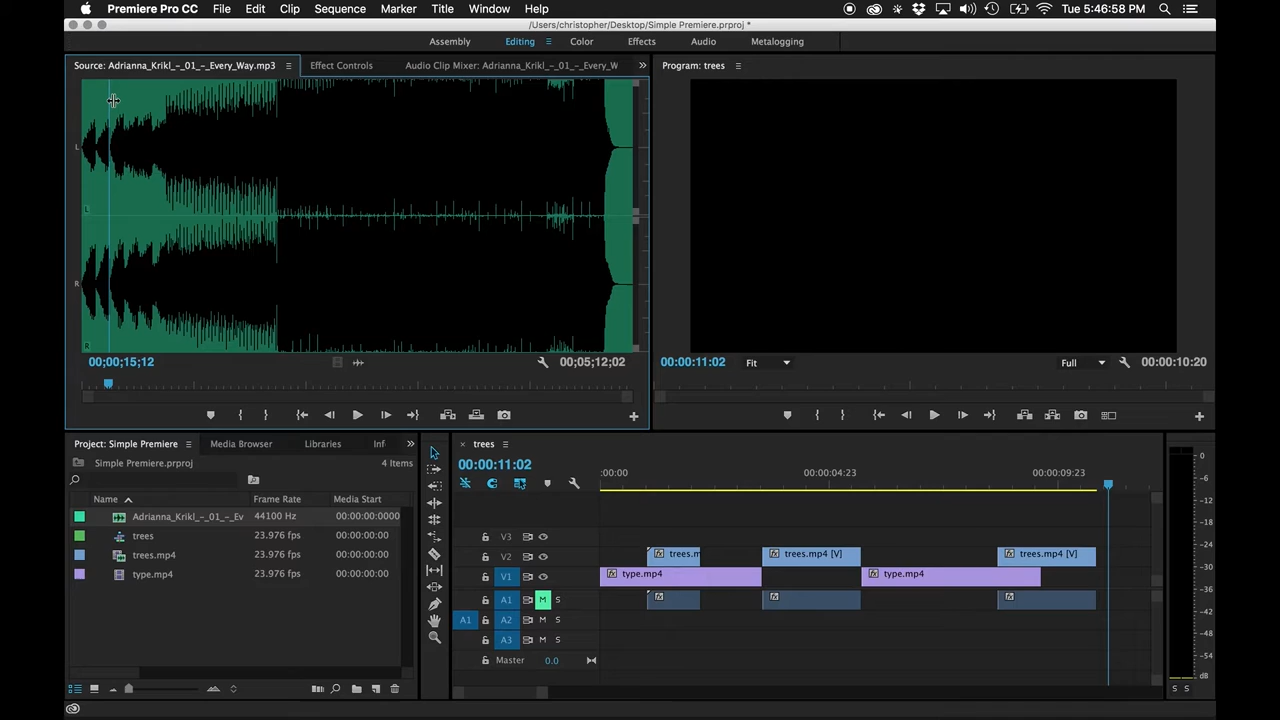 Premiere Pro CC File Edit Clip Sequence Marker Title Window Help Tue 5:46:58 PM
/Users/christopher/Desktop/Simple Premiere.prproj *
Assembly Editing Color Effects Audio Metalogging
Source: Adrianna_Krikl_-_01_-_Every_Way.mp3 Effect Controls Audio Clip Mixer: Adrianna_Krikl_-_01_-_Every_W Program: trees
L
L
R
R
00;00;15;12 00;05;12;02 00:00:11:02 Fit Full 00:00:10:20
Project: Simple Premiere Media Browser Libraries Inf
Simple Premiere.prproj 4 Items
Name Frame Rate Media Start
Adrianna_Krikl_-_01_-_Ev 44100 Hz 00:00:00:0000
trees 23.976 fps 00:00:00:00
trees.mp4 23.976 fps 00:00:00:00
type.mp4 23.976 fps 00:00:00:00
trees
00:00:11:02
:00:00 00:00:04:23 00:00:09:23
V3
V2 fx trees.m fx trees.mp4 [V] fx trees.mp4 [V]
V1 fx type.mp4 fx type.mp4
A1 M S fx fx fx
A1 A2 M S
A3 M S
Master 0.0
0
-6
-12
-18
-24
-30
-36
-42
-48
-54
dB
S S